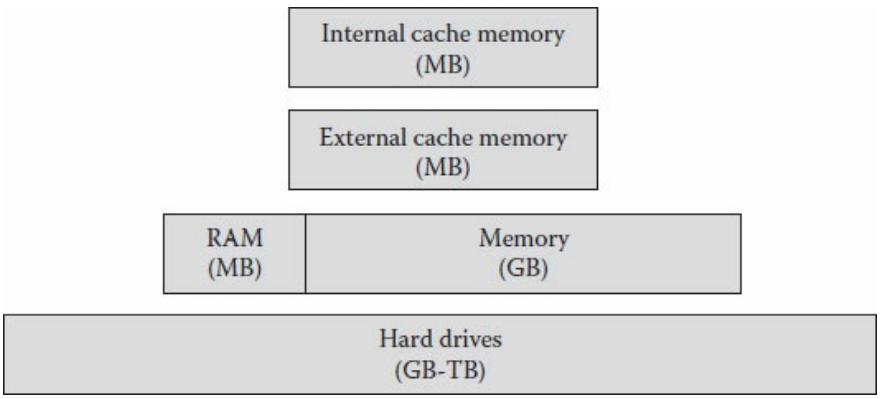 Internal cache memory
(MB)
External cache memory
(MB)
RAM
(MB)
Memory
(GB)
Hard drives
(GB-TB)